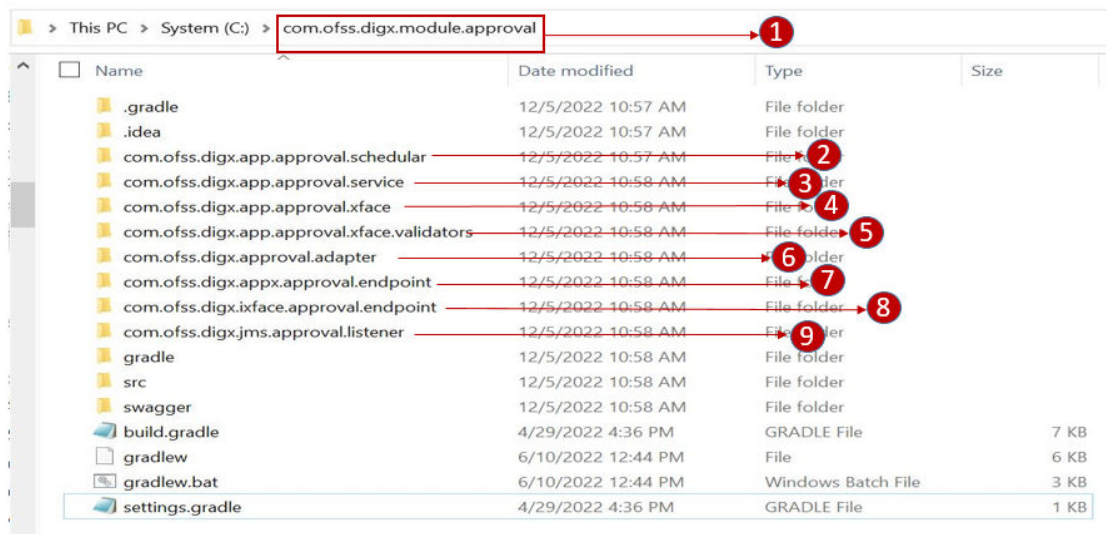 This PC > System (C:) > com.ofss.digx.module.approval 1
Name Date modified Type Size
.gradle 12/5/2022 10:57 AM File folder
.idea 12/5/2022 10:57 AM File folder
com.ofss.digx.app.approval.schedular 12/5/2022 10:57 AM 2
com.ofss.digx.app.approval.service 12/5/2022 10:58 AM 3
com.ofss.digx.app.approval.xface 12/5/2022 10:58 AM 4
com.ofss.digx.app.approval.xface.validators 12/5/2022 10:58 AM File folder 5
com.ofss.digx.approval.adapter 12/5/2022 10:58 AM 6
com.ofss.digx.appx.approval.endpoint 12/5/2022 10:58 AM 7
com.ofss.digx.ixface.approval.endpoint 12/5/2022 10:58 AM File folder 8
com.ofss.digx.jms.approval.listener 12/5/2022 10:58 AM 9
gradle 12/5/2022 10:58 AM File folder
src 12/5/2022 10:58 AM File folder
swagger 12/5/2022 10:58 AM File folder
build.gradle 4/29/2022 4:36 PM GRADLE File 7 KB
gradlew 6/10/2022 12:44 PM File 6 KB
gradlew.bat 6/10/2022 12:44 PM Windows Batch File 3 KB
settings.gradle 4/29/2022 4:36 PM GRADLE File 1 KB